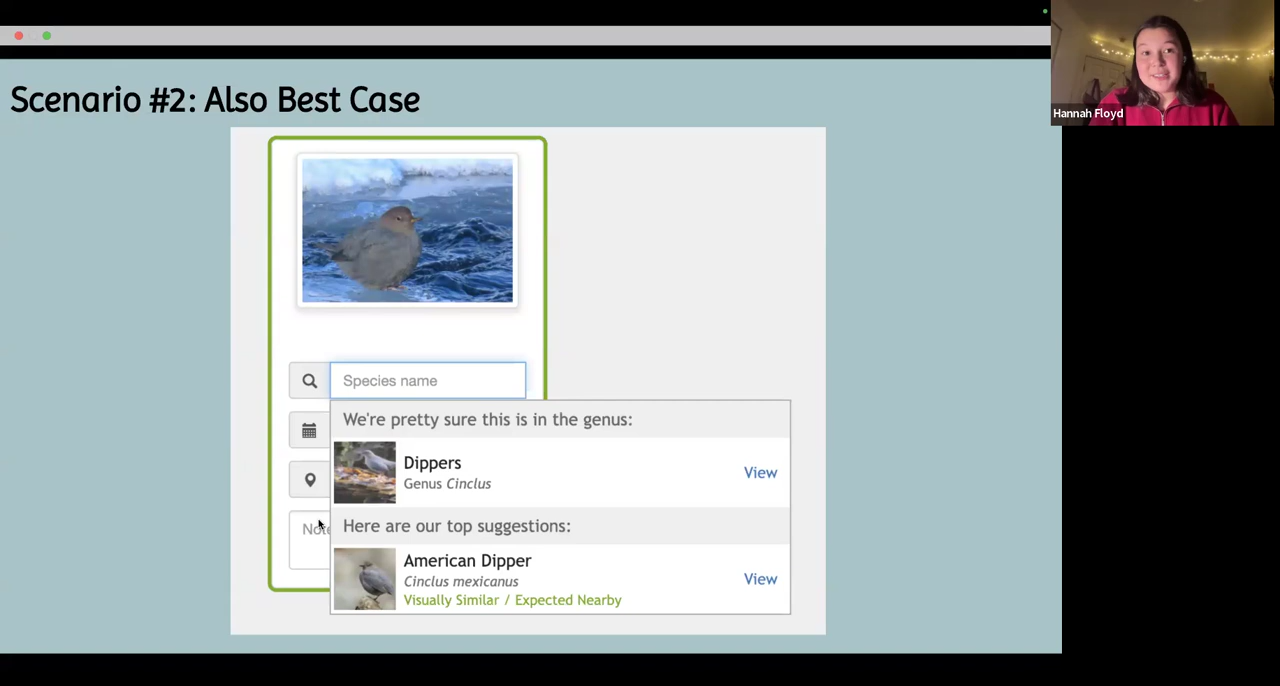 Scenario #2: Also Best Case
Hannah Floyd
Species name
We're pretty sure this is in the genus:
Dippers
Genus Cinclus
View
Note
Here are our top suggestions:
American Dipper
Cinclus mexicanus
Visually Similar / Expected Nearby
View